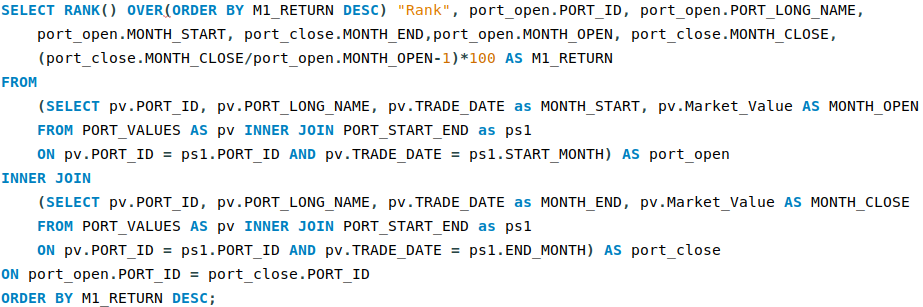 SELECT RANK() OVER(ORDER BY M1_RETURN DESC) "Rank", port_open.PORT_ID, port_open.PORT_LONG_NAME,
port_open.MONTH_START, port_close.MONTH_END,port_open.MONTH_OPEN, port_close.MONTH_CLOSE,
(port_close.MONTH_CLOSE/port_open.MONTH_OPEN-1)*100 AS M1_RETURN
FROM
(SELECT pv.PORT_ID, pv.PORT_LONG_NAME, pv.TRADE_DATE as MONTH_START, pv.Market_Value AS MONTH_OPEN
FROM PORT_VALUES AS pv INNER JOIN PORT_START_END as ps1
ON pv.PORT_ID = ps1.PORT_ID AND pv.TRADE_DATE = ps1.START_MONTH) AS port_open
INNER JOIN
(SELECT pv.PORT_ID, pv.PORT_LONG_NAME, pv.TRADE_DATE as MONTH_END, pv.Market_Value AS MONTH_CLOSE
FROM PORT_VALUES AS pv INNER JOIN PORT_START_END as ps1
ON pv.PORT_ID = ps1.PORT_ID AND pv.TRADE_DATE = ps1.END_MONTH) AS port_close
ON port_open.PORT_ID = port_close.PORT_ID
ORDER BY M1_RETURN DESC;